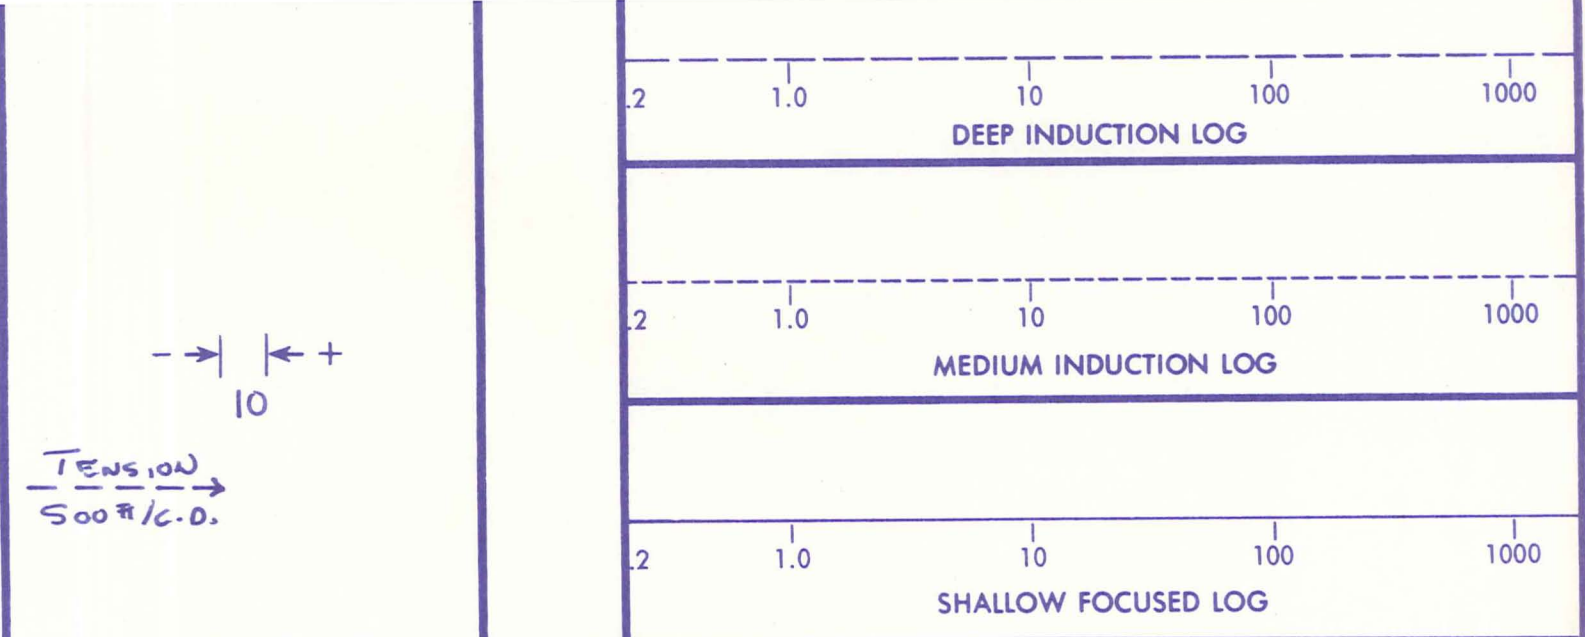 - →| |← +
10
TENSION
500#/C.D.
.2 1.0 10 100 1000
DEEP INDUCTION LOG
.2 1.0 10 100 1000
MEDIUM INDUCTION LOG
.2 1.0 10 100 1000
SHALLOW FOCUSED LOG